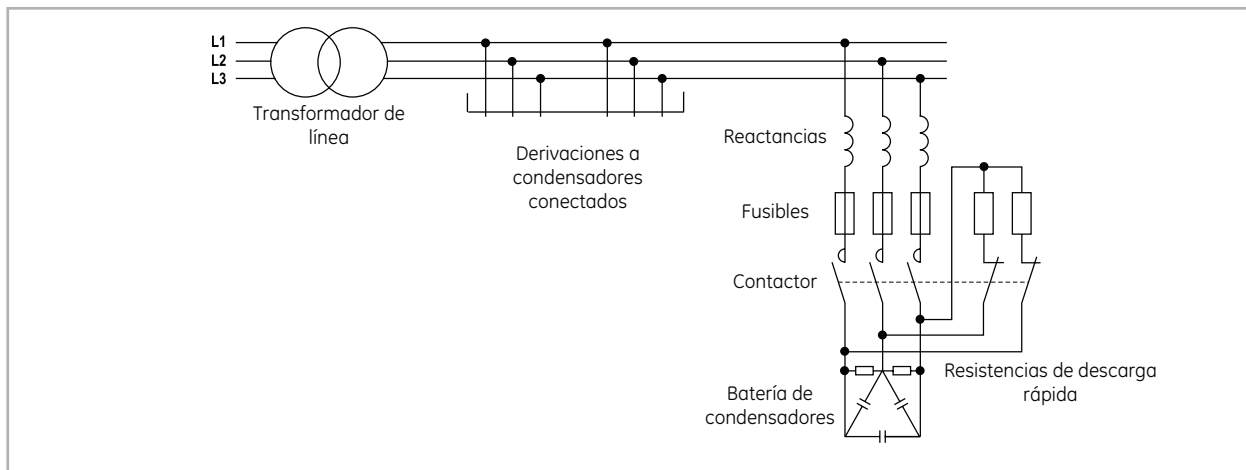 L1
L2
L3
Transformador de
línea
Derivaciones a
condensadores
conectados
Reactancias
Fusibles
Contactor
Batería de
condensadores
Resistencias de descarga
rápida